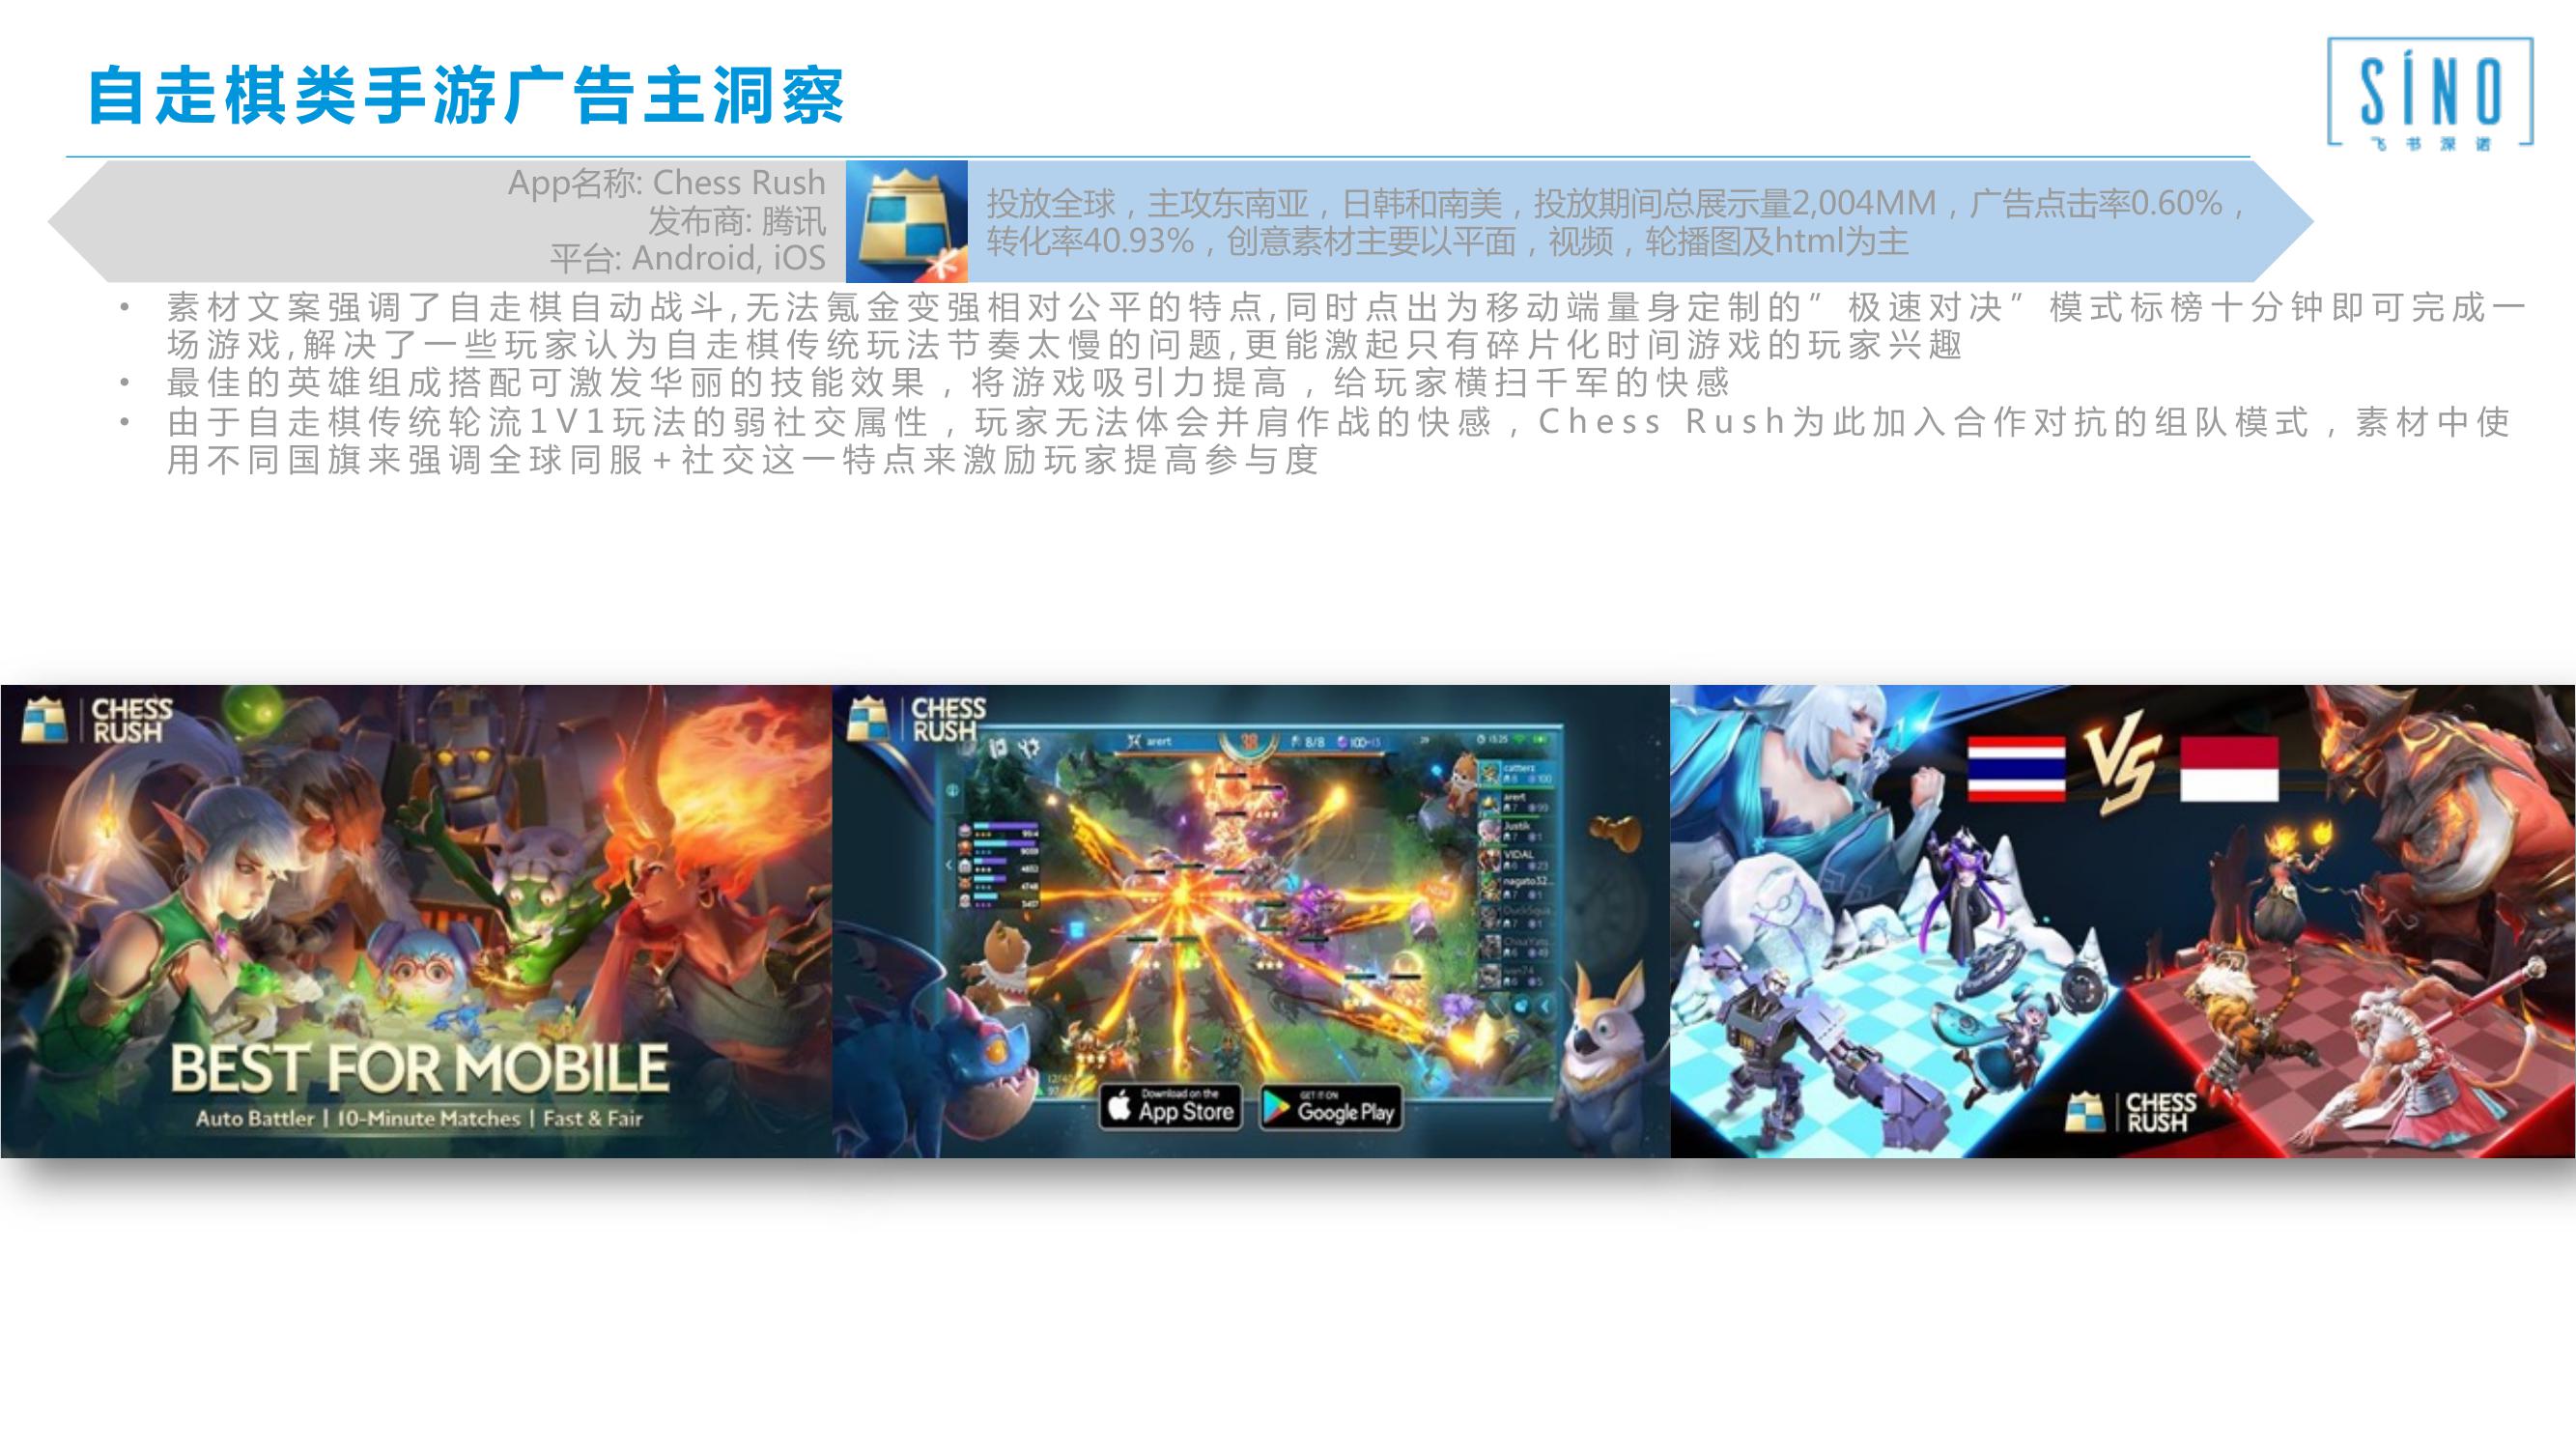 自走棋类手游广告主洞察
SINO
飞书深诺
App名称: Chess Rush
发布商: 腾讯
平台: Android, iOS
投放全球，主攻东南亚，日韩和南美，投放期间总展示量2,004MM，广告点击率0.60%，
转化率40.93%，创意素材主要以平面，视频，轮播图及html为主
• 素材文案强调了自走棋自动战斗,无法氪金变强相对公平的特点,同时点出为移动端量身定制的”极速对决”模式标榜十分钟即可完成一
场游戏,解决了一些玩家认为自走棋传统玩法节奏太慢的问题,更能激起只有碎片化时间游戏的玩家兴趣
• 最佳的英雄组成搭配可激发华丽的技能效果，将游戏吸引力提高，给玩家横扫千军的快感
• 由于自走棋传统轮流1V1玩法的弱社交属性，玩家无法体会并肩作战的快感，Chess Rush为此加入合作对抗的组队模式，素材中使
用不同国旗来强调全球同服+社交这一特点来激励玩家提高参与度
CHESS
RUSH
BEST FOR MOBILE
Auto Battler | 10-Minute Matches | Fast & Fair
CHESS
RUSH
arert
8/8
15:25
arert
Justik
VIDAL
nagato32...
Download on the
App Store
GET IT ON
Google Play
VS
CHESS
RUSH